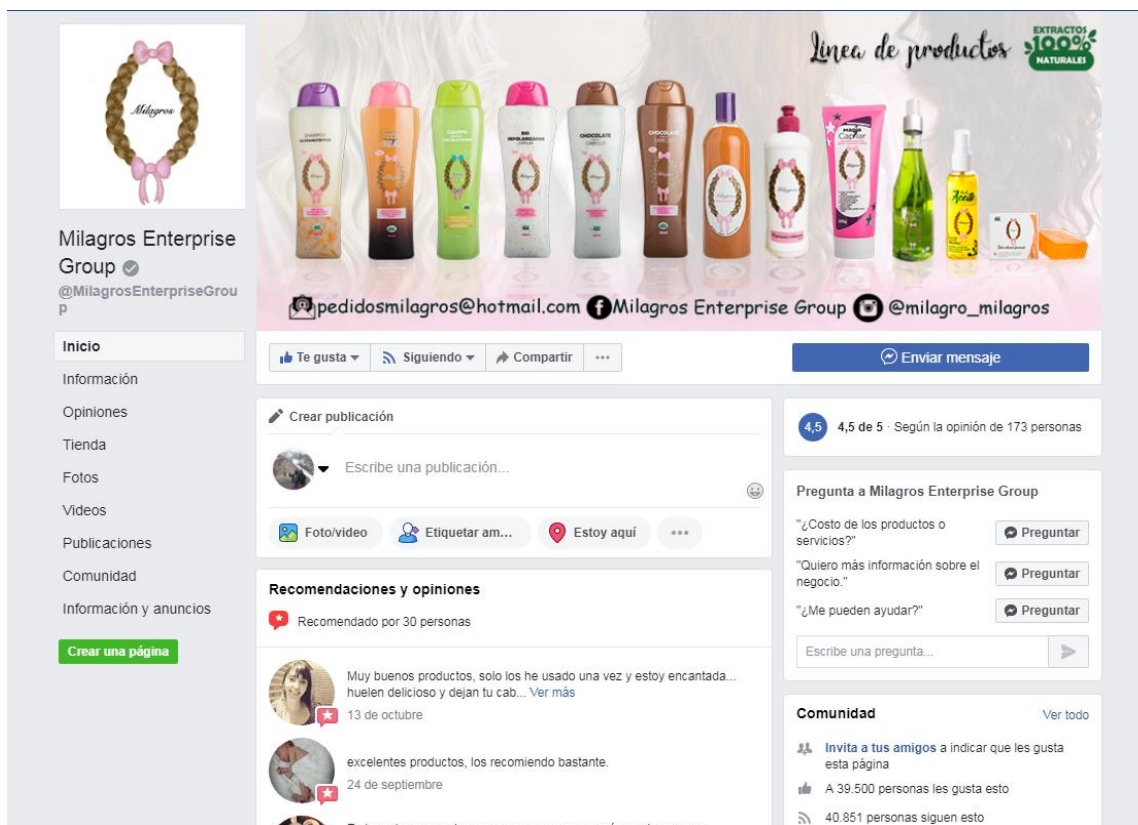 Milagros
Milagros Enterprise
Group
@MilagrosEnterpriseGrou
p
Inicio
Información
Opiniones
Tienda
Fotos
Videos
Publicaciones
Comunidad
Información y anuncios
Crear una página
Línea de productos
EXTRACTOS
100%
NATURALES
BIO
REPOLARIZADOR
CHOCOLATE
CHOCOLATE
Capilar
Aceite
pedidosmilagros@hotmail.com Milagros Enterprise Group @milagro_milagros
Te gusta
Siguiendo
Compartir
Enviar mensaje
Crear publicación
Escribe una publicación...
Foto/video
Etiquetar am...
Estoy aquí
Recomendaciones y opiniones
Recomendado por 30 personas
Muy buenos productos, solo los he usado una vez y estoy encantada...
huelen delicioso y dejan tu cab... Ver más
13 de octubre
excelentes productos, los recomiendo bastante.
24 de septiembre
4,5
4,5 de 5 · Según la opinión de 173 personas
Pregunta a Milagros Enterprise Group
"¿Costo de los productos o
servicios?"
Preguntar
"Quiero más información sobre el
negocio."
Preguntar
"¿Me pueden ayudar?"
Preguntar
Escribe una pregunta...
Comunidad
Ver todo
Invita a tus amigos a indicar que les gusta
esta página
A 39.500 personas les gusta esto
40.851 personas siguen esto